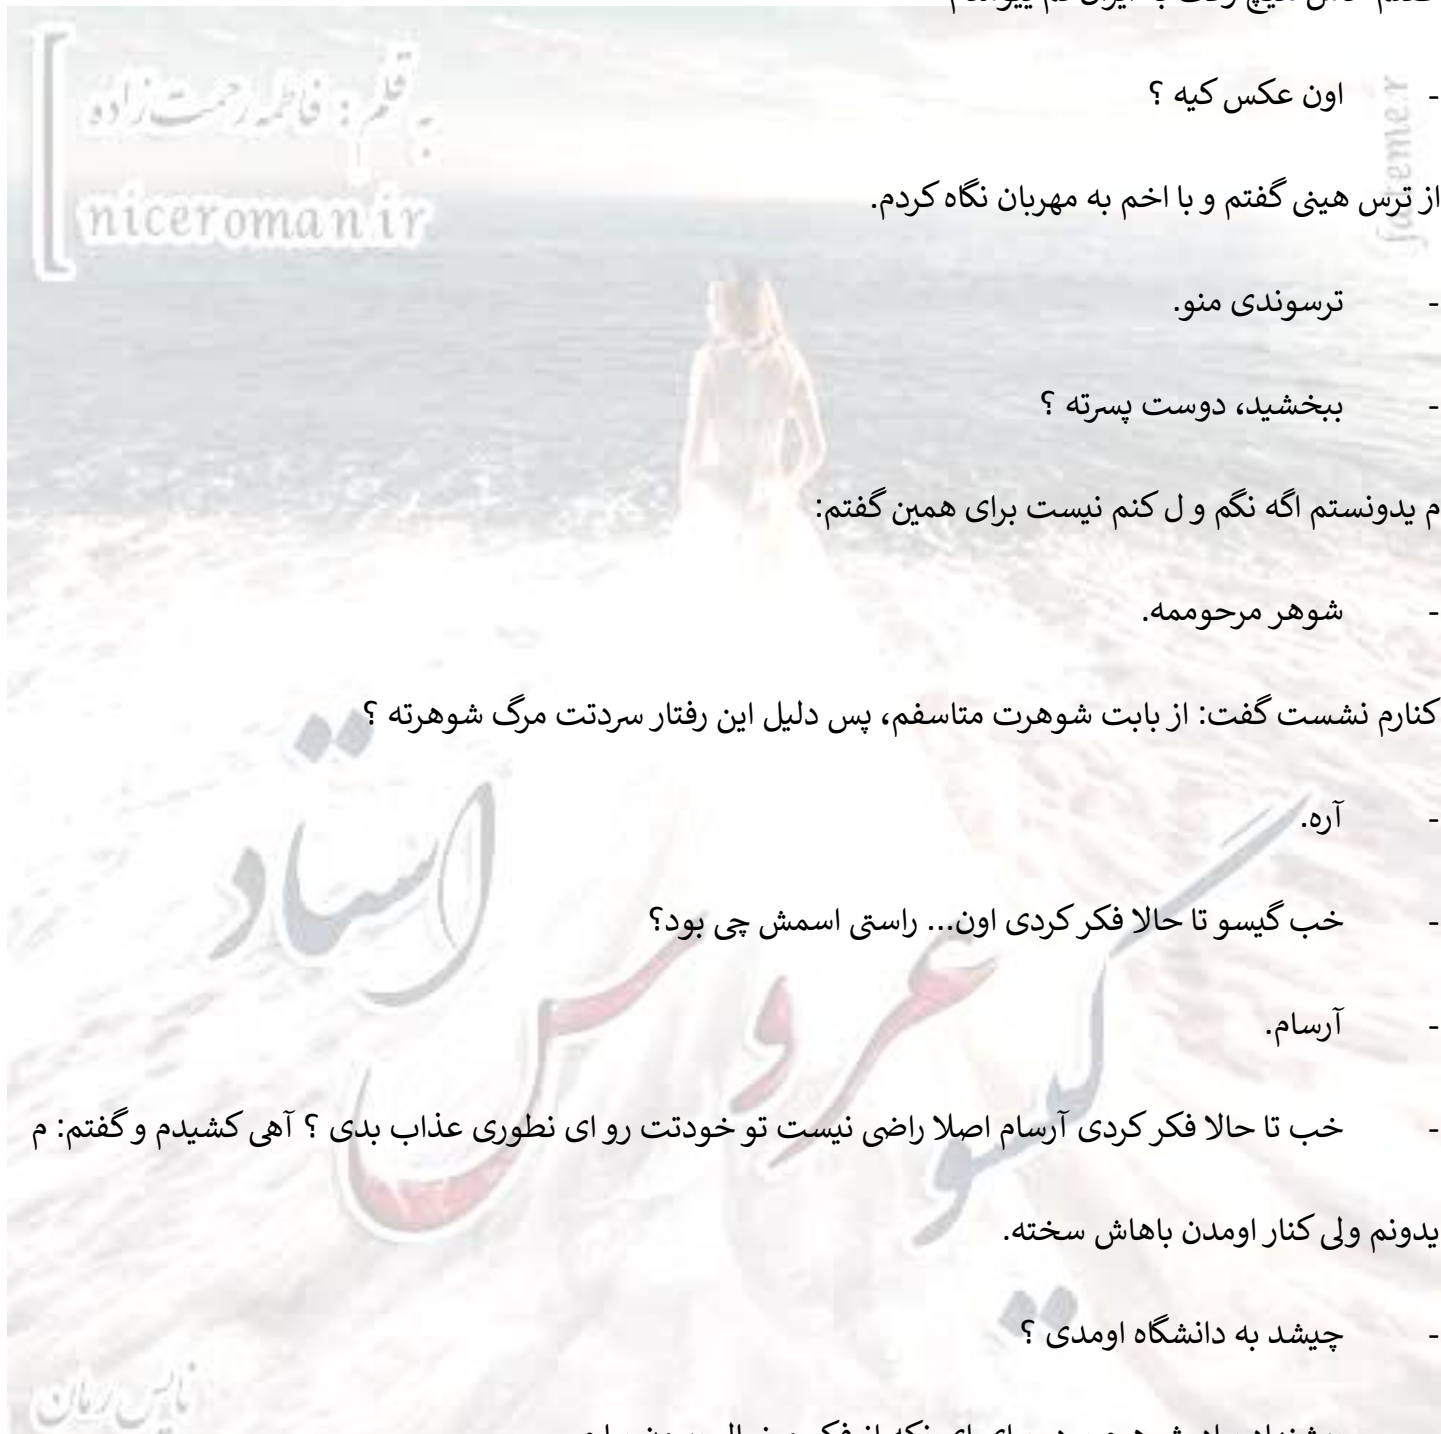 - اون عکس کیه ؟
از ترس هینی گفتم و با اخم به مهربان نگاه کردم.
- ترسوندی منو.
- ببخشید، دوست پسرته ؟
م یدونستم اگه نگم و ل کنم نیست برای همین گفتم:
- شوهر مرحوممه.
کنارم نشست گفت: از بابت شوهرت متاسفم، پس دلیل این رفتار سردتت مرگ شوهرته ؟
- آره.
- خب گیسو تا حالا فکر کردی اون... راستی اسمش چی بود؟
- آرسام.
- خب تا حالا فکر کردی آرسام اصلا راضی نیست تو خودتت رو ای نطوری عذاب بدی ؟ آهی کشیدم و گفتم: م
یدونم ولی کنار اومدن باهاش سخته.
- چیشد به دانشگاه اومدی ؟
به قلم : فاطمه رحمت زاده
niceroman.ir
گیسو عروس استاد
نایس رمان